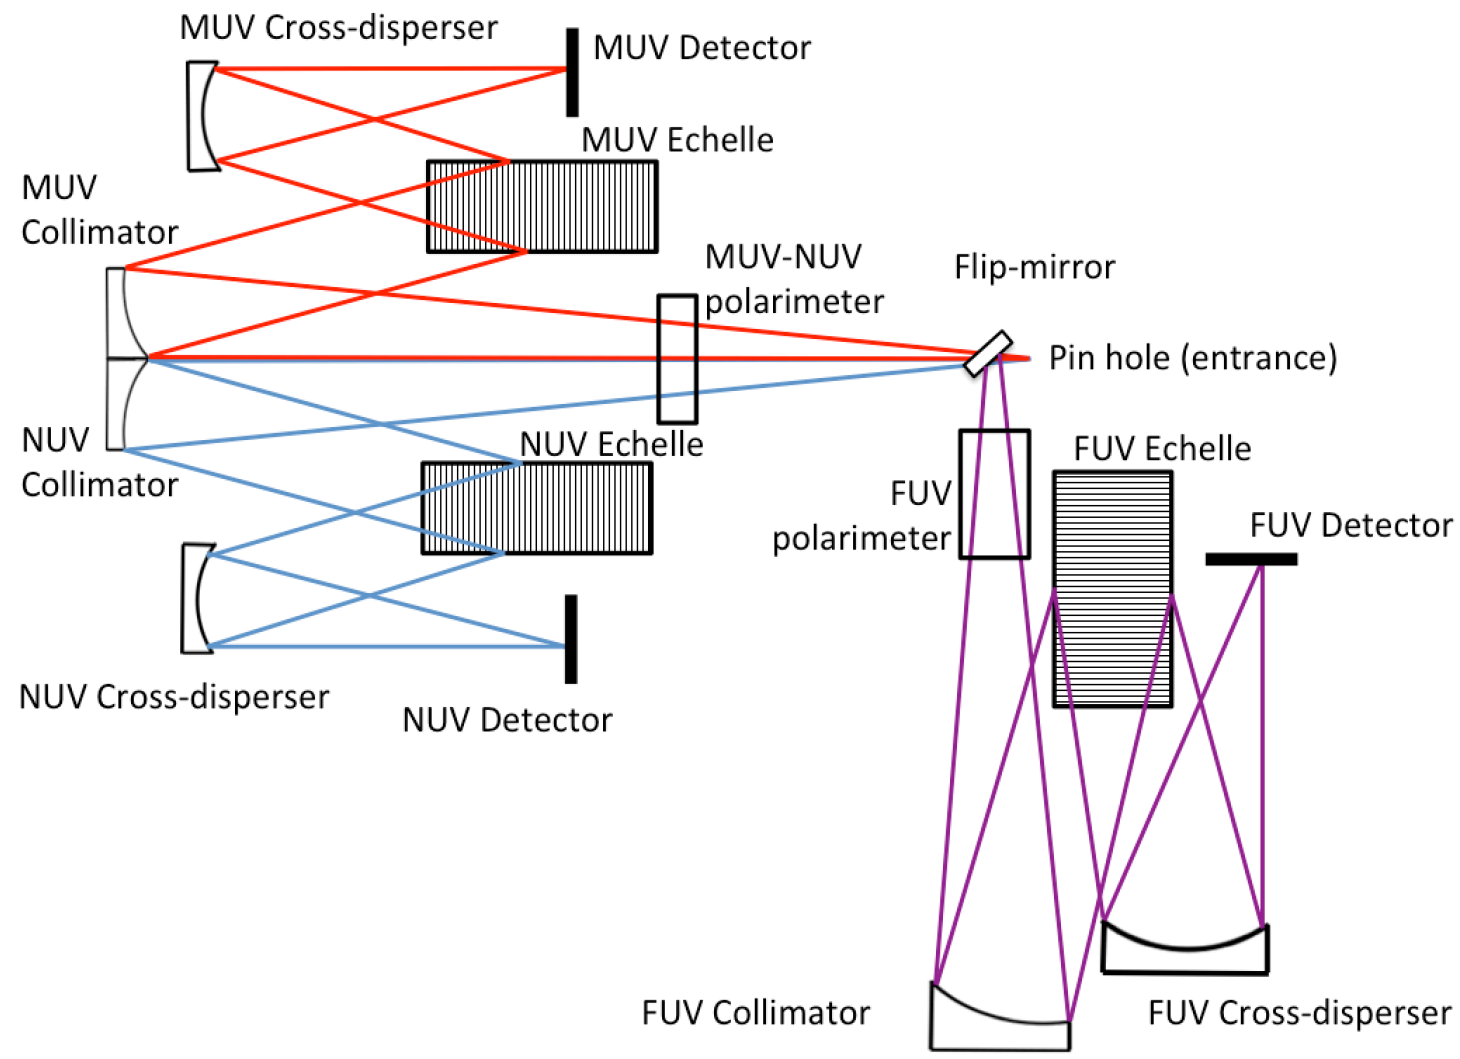 MUV Cross-disperser
MUV Detector
MUV Echelle
MUV
Collimator
MUV-NUV
polarimeter
Flip-mirror
Pin hole (entrance)
NUV
Collimator
NUV Echelle
FUV Echelle
FUV
polarimeter
FUV Detector
NUV Cross-disperser
NUV Detector
FUV Collimator
FUV Cross-disperser